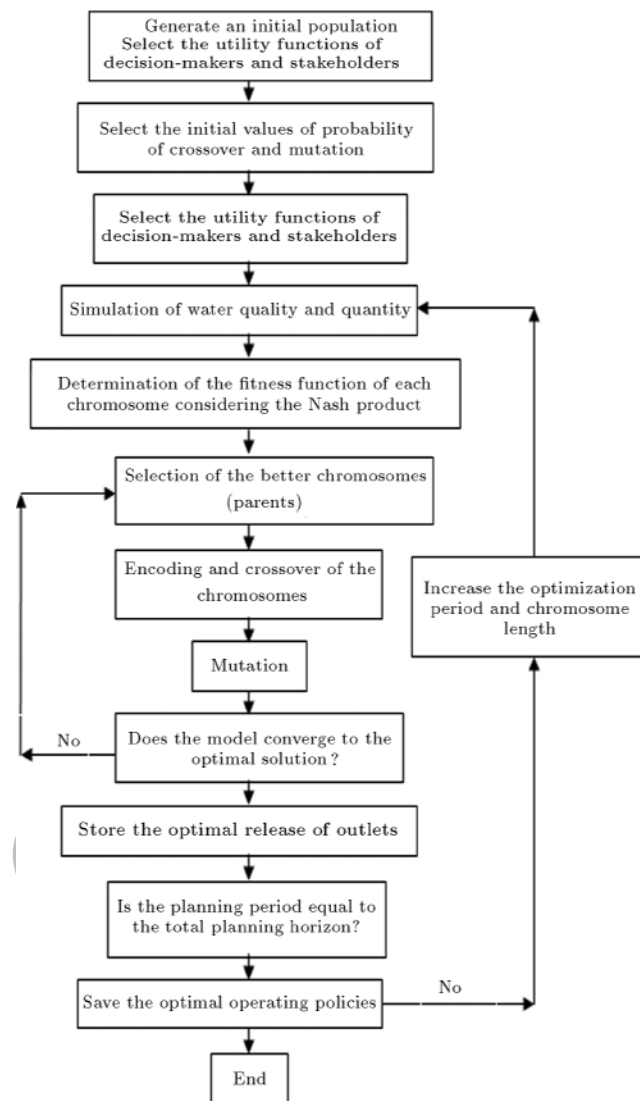 Generate an initial population
Select the utility functions of
decision-makers and stakeholders
Select the initial values of probability
of crossover and mutation
Select the utility functions of
decision-makers and stakeholders
Simulation of water quality and quantity
Determination of the fitness function of each
chromosome considering the Nash product
Selection of the better chromosomes
(parents)
Encoding and crossover of the
chromosomes
Increase the optimization
period and chromosome
length
Mutation
No
Does the model converge to the
optimal solution?
Store the optimal release of outlets
Is the planning period equal to
the total planning horizon?
Save the optimal operating policies
No
End